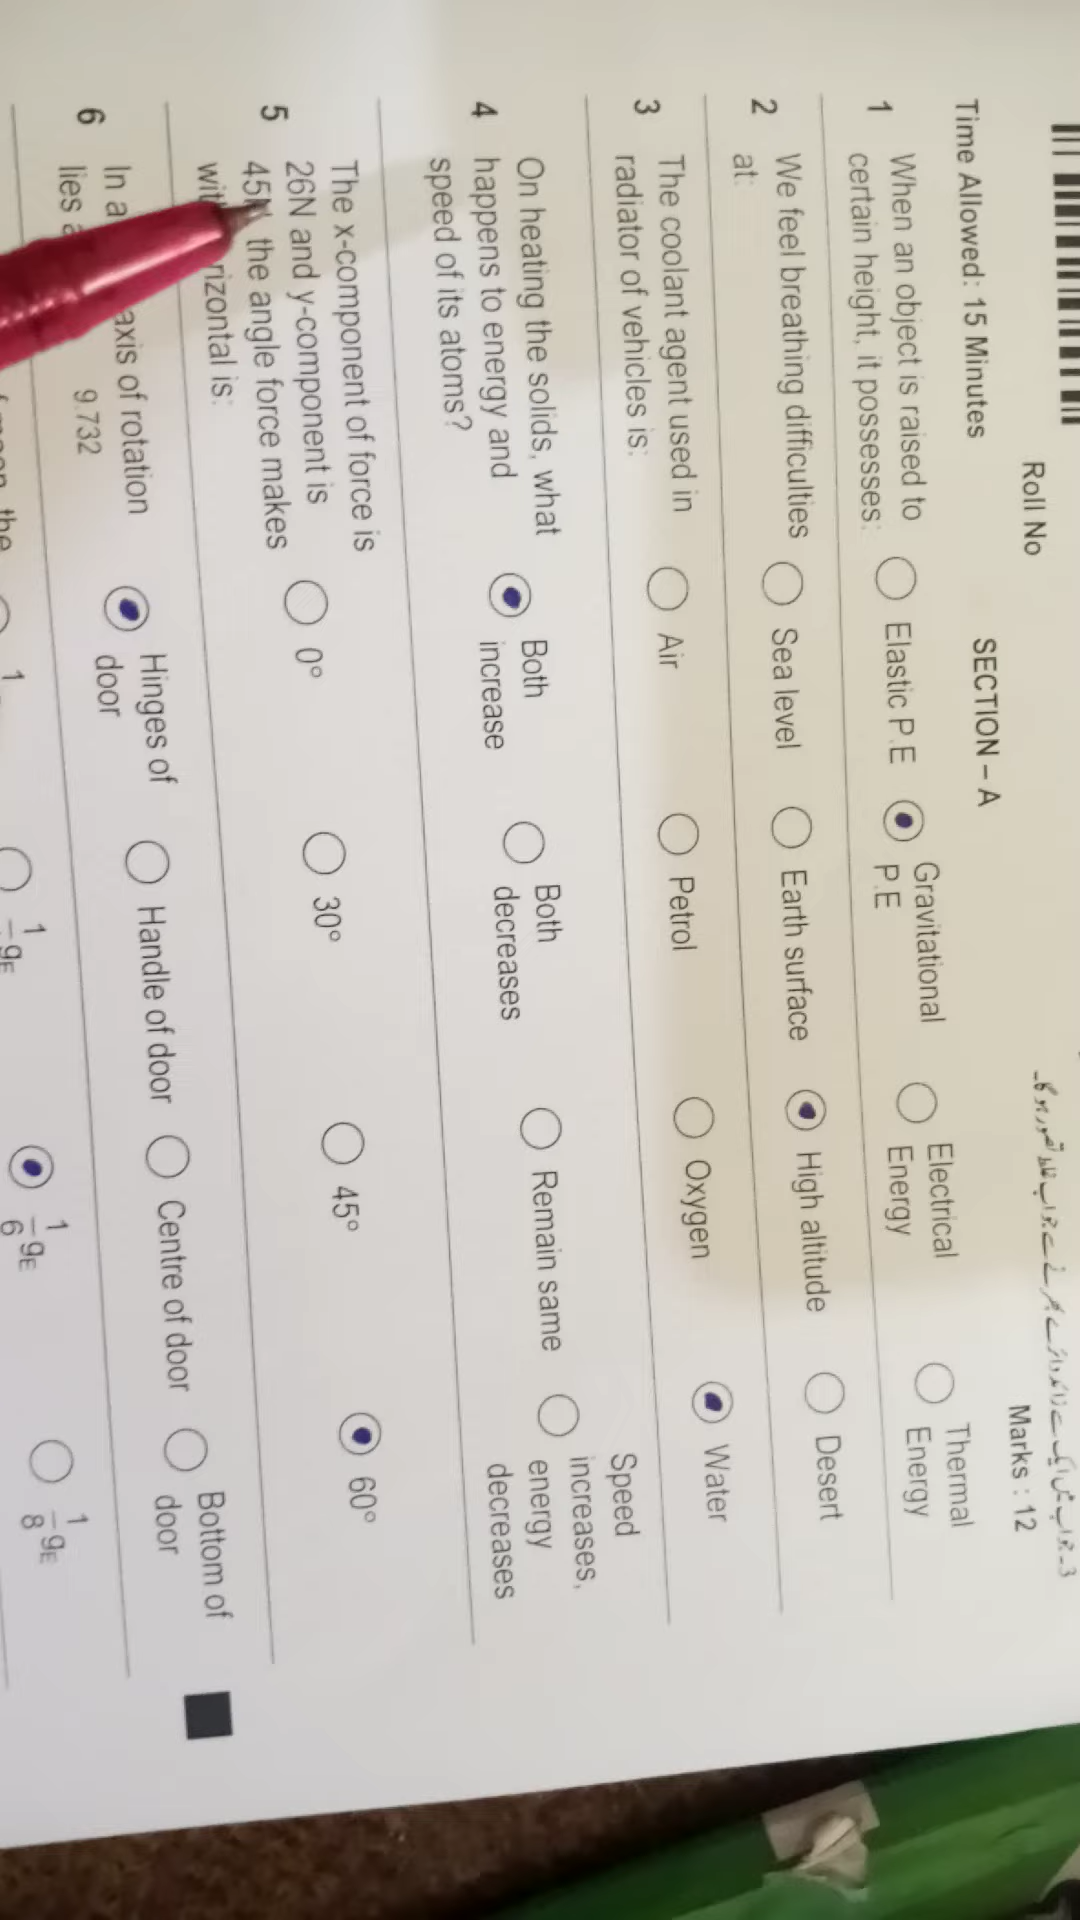 3-
Roll No
Time Allowed: 15 Minutes
SECTION – A
Marks : 12
1
When an object is raised to
certain height, it possesses:
Elastic P.E
Gravitational
P.E
Electrical
Energy
Thermal
Energy
2
We feel breathing difficulties
at:
Sea level
Earth surface
High altitude
Desert
3
The coolant agent used in
radiator of vehicles is:
Air
Petrol
Oxygen
Water
4
On heating the solids, what
happens to energy and
speed of its atoms?
Both
increase
Both
decreases
Remain same
Speed
increases,
energy
decreases
5
The x-component of force is
26N and y-component is
45N the angle force makes
rizontal is:
0°
30°
45°
60°
6
In a axis of rotation
lies
9.732
Hinges of
door
Handle of door
Centre of door
Bottom of
door
the
1
1
gE
1
6 gE
1
8 gE